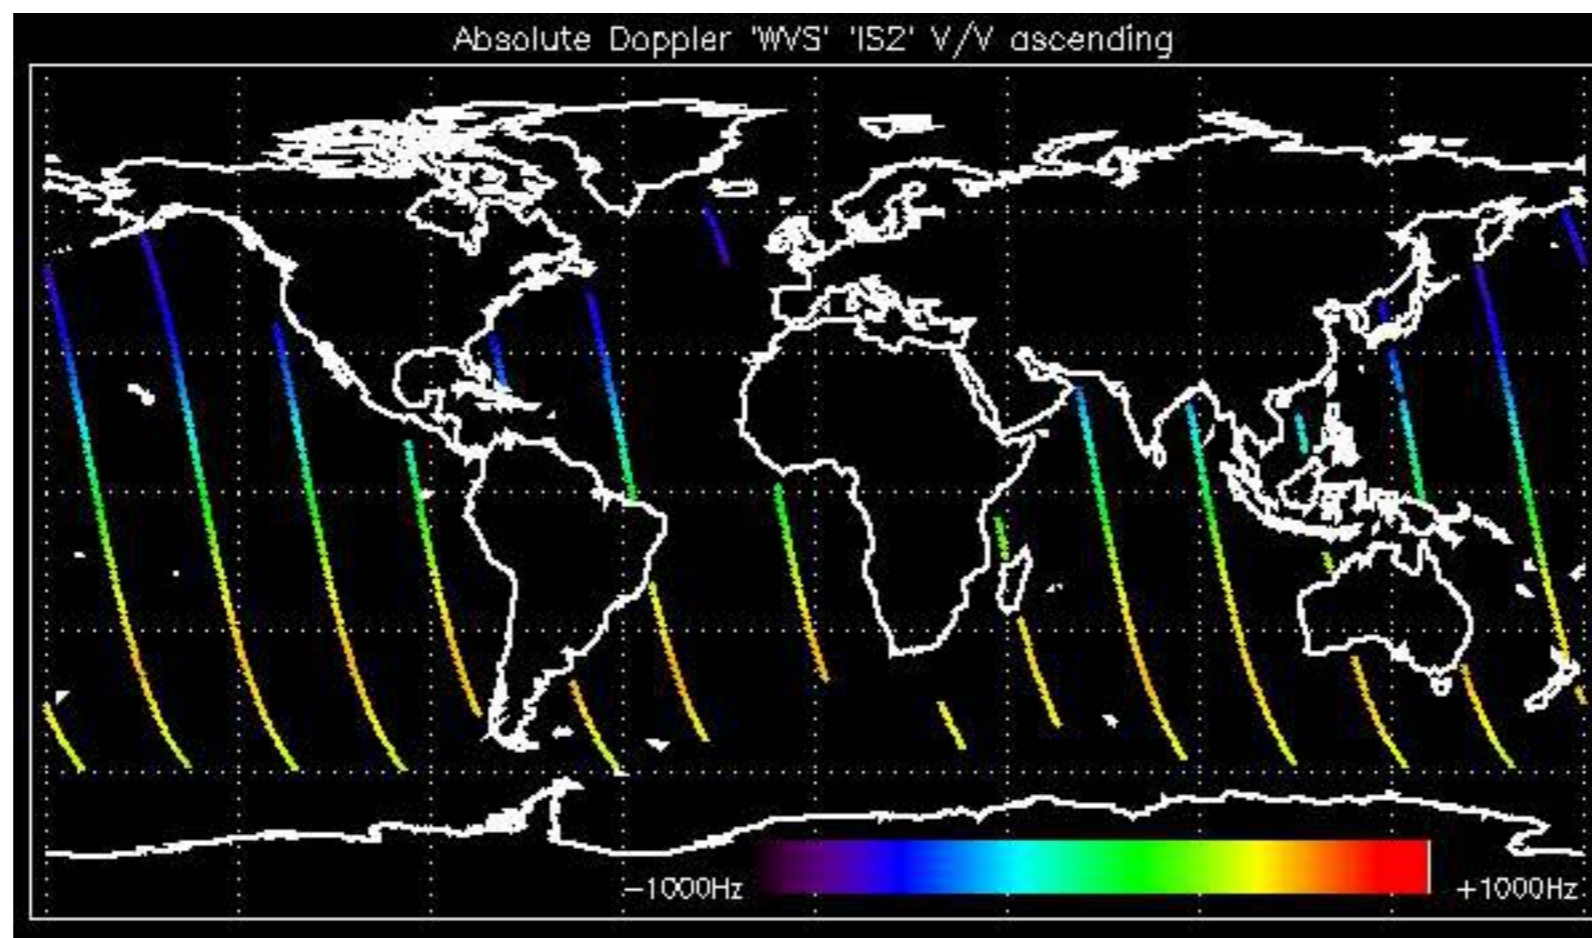 Absolute Doppler 'WVS' 'IS2' V/V ascending
−1000Hz
+1000Hz